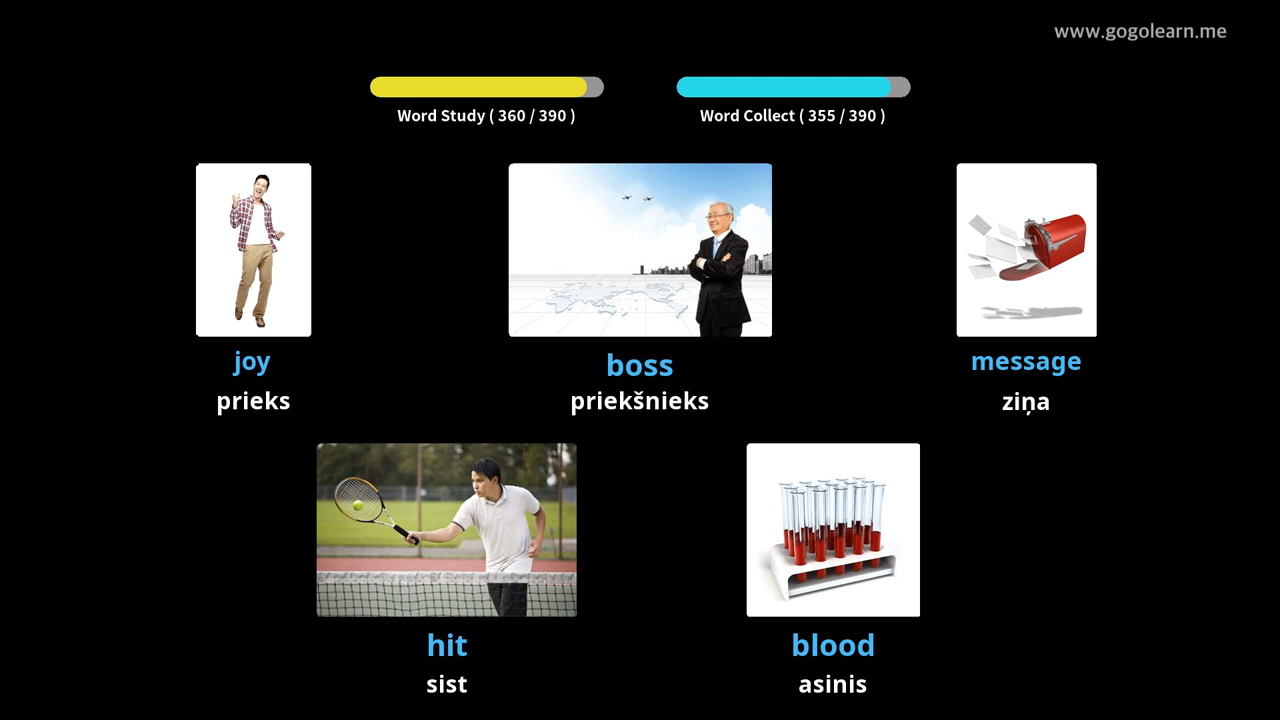 www.gogolearn.me
Word Study ( 360 / 390 )
Word Collect ( 355 / 390 )
joy
boss
message
prieks
priekšnieks
ziņa
hit
blood
sist
asinis